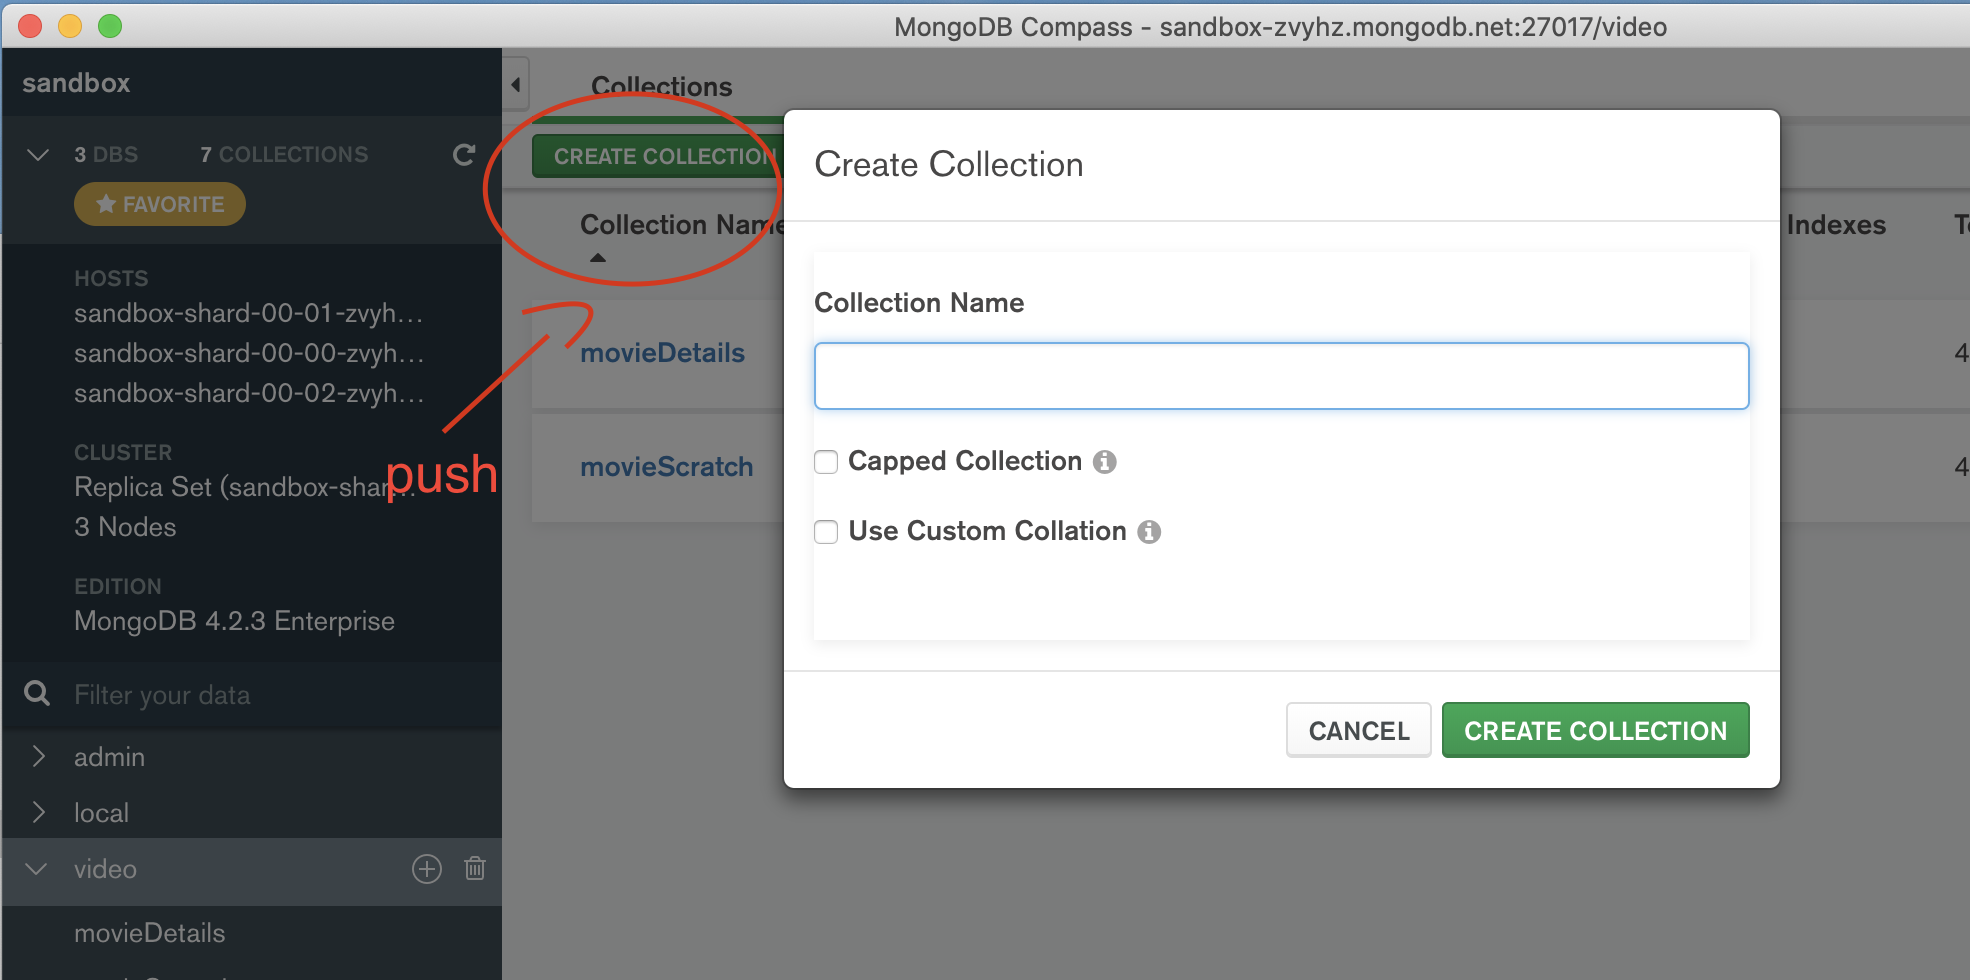 MongoDB Compass - sandbox-zvyhz.mongodb.net:27017/video
sandbox
3 DBS 7 COLLECTIONS
FAVORITE
HOSTS
sandbox-shard-00-01-zvyh...
sandbox-shard-00-00-zvyh...
sandbox-shard-00-02-zvyh...
CLUSTER
Replica Set (sandbox-shar...
3 Nodes
EDITION
MongoDB 4.2.3 Enterprise
Filter your data
admin
local
video
movieDetails
push
Collections
CREATE COLLECTION
Collection Name
Indexes
movieDetails
4
movieScratch
4
Create Collection
Collection Name
Capped Collection
Use Custom Collation
CANCEL
CREATE COLLECTION